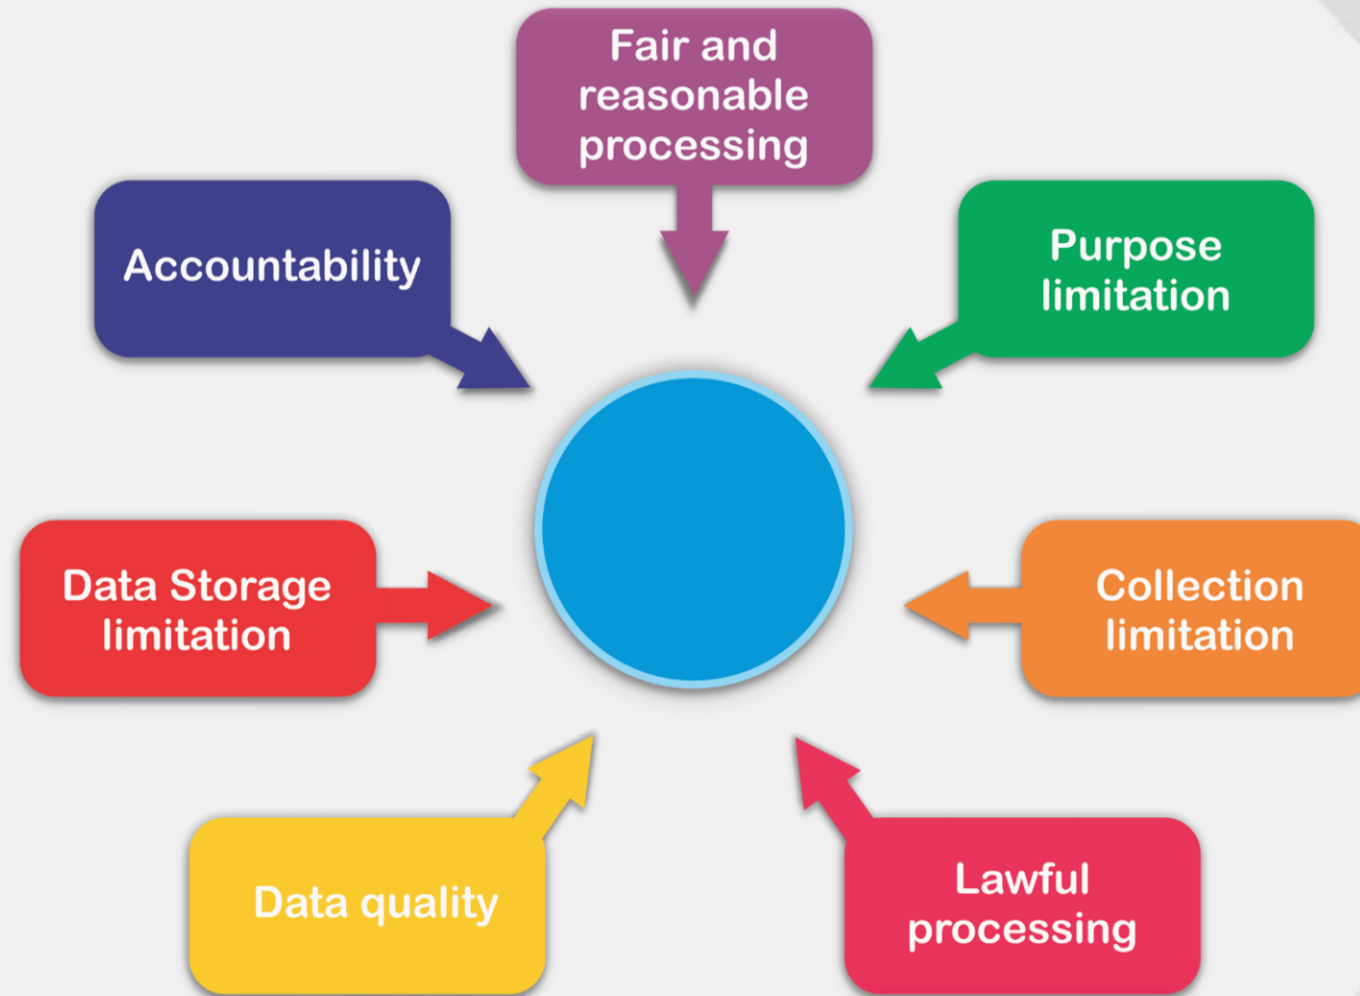 Fair and
reasonable
processing
Accountability
Purpose
limitation
Data Storage
limitation
Collection
limitation
Data quality
Lawful
processing